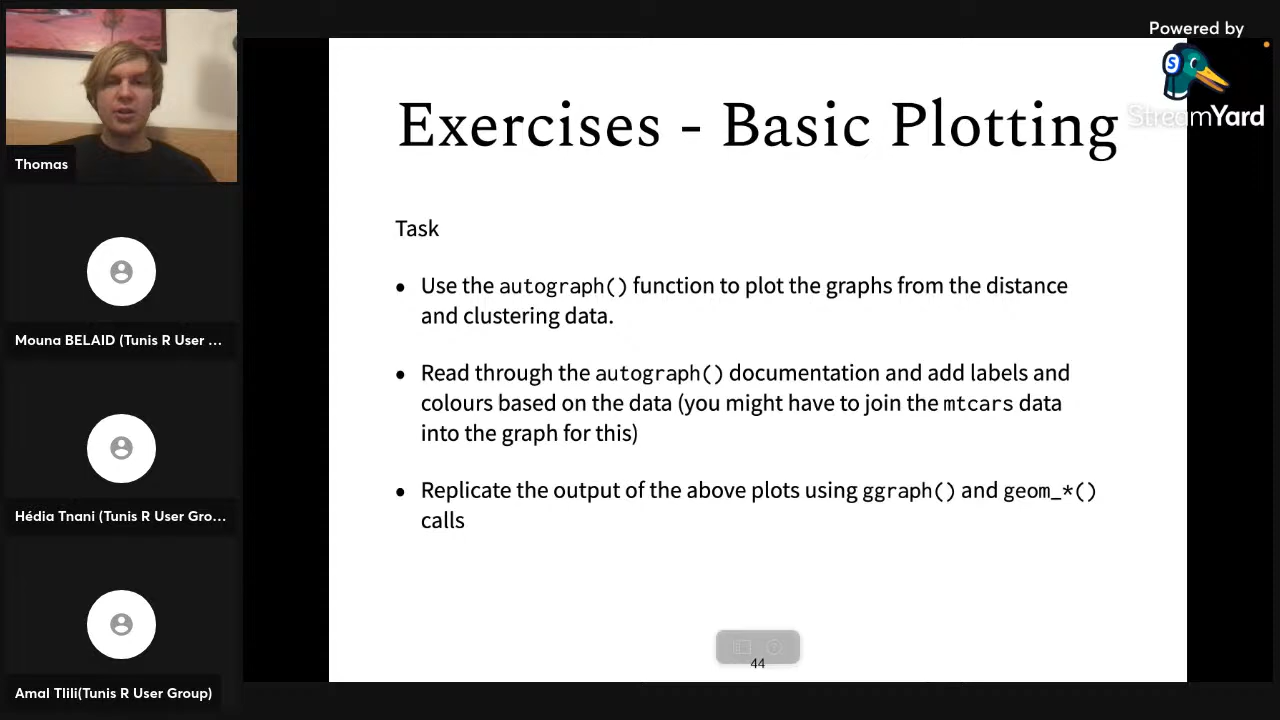 Powered by
S
StreamYard
Thomas
Mouna BELAID (Tunis R User ...
Hédia Tnani (Tunis R User Gro...
Amal Tlili(Tunis R User Group)
Exercises - Basic Plotting
Task
• Use the autograph() function to plot the graphs from the distance
and clustering data.
• Read through the autograph() documentation and add labels and
colours based on the data (you might have to join the mtcars data
into the graph for this)
• Replicate the output of the above plots using ggraph() and geom_*()
calls
44